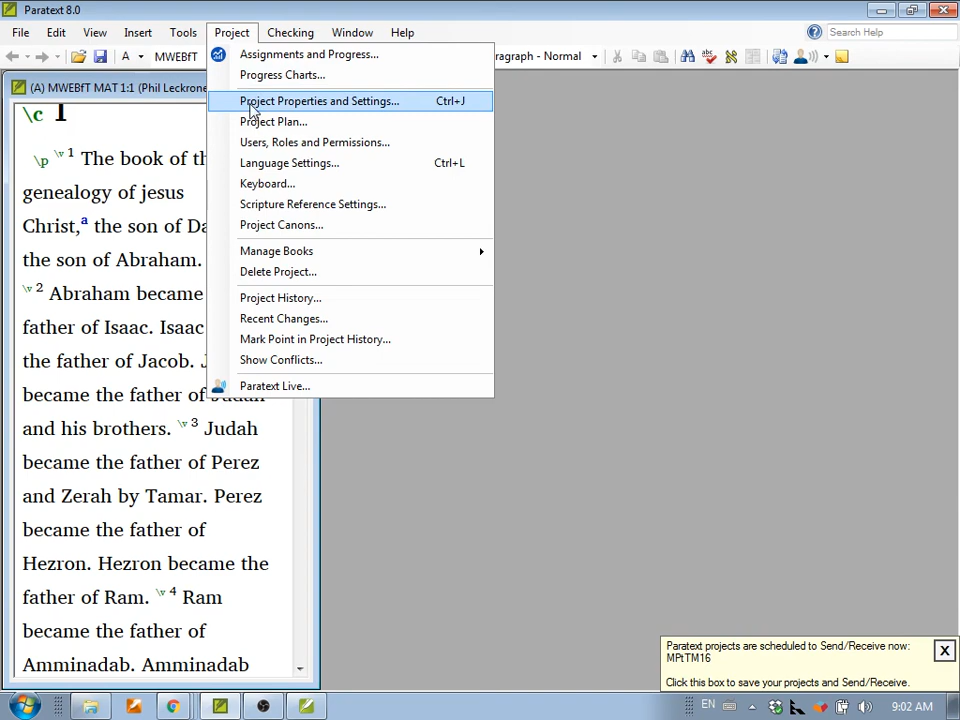 Paratext 8.0
File Edit View Insert Tools Project Checking Window Help Search Help
A MWEBfT ragraph - Normal
(A) MWEBfT MAT 1:1 (Phil Leckrone
Assignments and Progress...
Progress Charts...
Project Properties and Settings... Ctrl+J
Project Plan...
Users, Roles and Permissions...
Language Settings... Ctrl+L
Keyboard...
Scripture Reference Settings...
Project Canons...
Manage Books
Delete Project...
Project History...
Recent Changes...
Mark Point in Project History...
Show Conflicts...
Paratext Live...
\c 1
\p \v 1 The book of th
genealogy of jesus
Christ,a the son of Da
the son of Abraham.
\v 2 Abraham became
father of Isaac. Isaac
the father of Jacob. J
became the father of Judah
and his brothers. \v 3 Judah
became the father of Perez
and Zerah by Tamar. Perez
became the father of
Hezron. Hezron became the
father of Ram. \v 4 Ram
became the father of
Amminadab. Amminadab
Paratext projects are scheduled to Send/Receive now:
MPtTM16
X
Click this box to save your projects and Send/Receive.
EN 9:02 AM